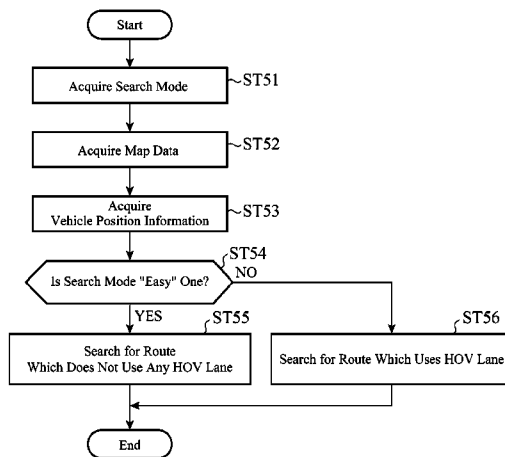 Start
Acquire Search Mode
ST51
Acquire Map Data
ST52
Acquire
Vehicle Position Information
ST53
ST54
Is Search Mode "Easy" One?
NO
YES
ST55
Search for Route
Which Does Not Use Any HOV Lane
ST56
Search for Route Which Uses HOV Lane
End